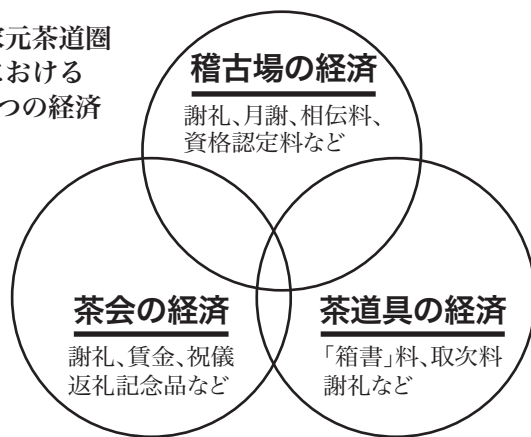 元茶道圏
おける
つの経済
稽古場の経済
謝礼、月謝、相伝料、
資格認定料など
茶会の経済
謝礼、賃金、祝儀
返礼記念品など
茶道具の経済
「箱書」料、取次料
謝礼など